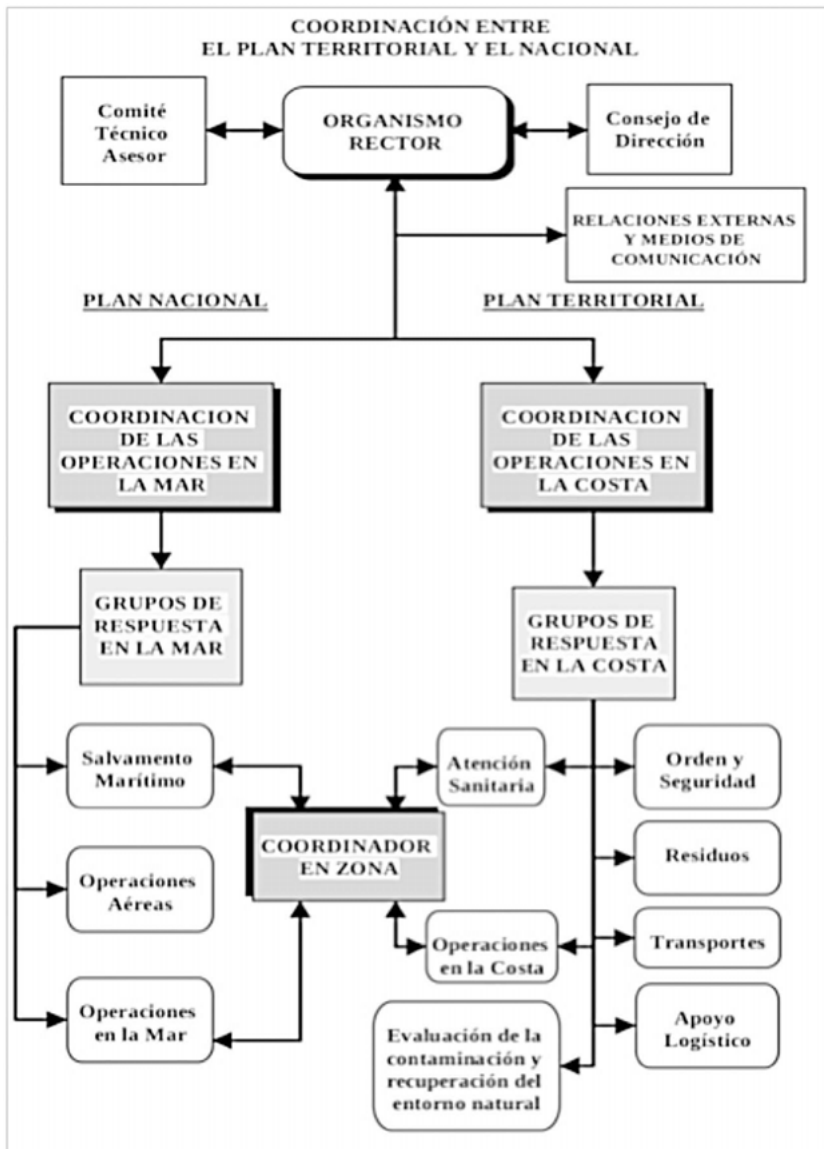 COORDINACIÓN ENTRE
EL PLAN TERRITORIAL Y EL NACIONAL
Comité
Técnico
Asesor
ORGANISMO
RECTOR
Consejo de
Dirección
RELACIONES EXTERNAS
Y MEDIOS DE
COMUNICACIÓN
PLAN NACIONAL
PLAN TERRITORIAL
COORDINACION
DE LAS
OPERACIONES EN
LA MAR
COORDINACION
DE LAS
OPERACIONES EN
LA COSTA
GRUPOS DE
RESPUESTA
EN LA MAR
GRUPOS DE
RESPUESTA
EN LA COSTA
Salvamento
Marítimo
Atención
Sanitaria
Orden y
Seguridad
COORDINADOR
EN ZONA
Residuos
Operaciones
Aéreas
Operaciones
en la Costa
Transportes
Operaciones
en la Mar
Apoyo
Logístico
Evaluación de la
contaminación y
recuperación del
entorno natural